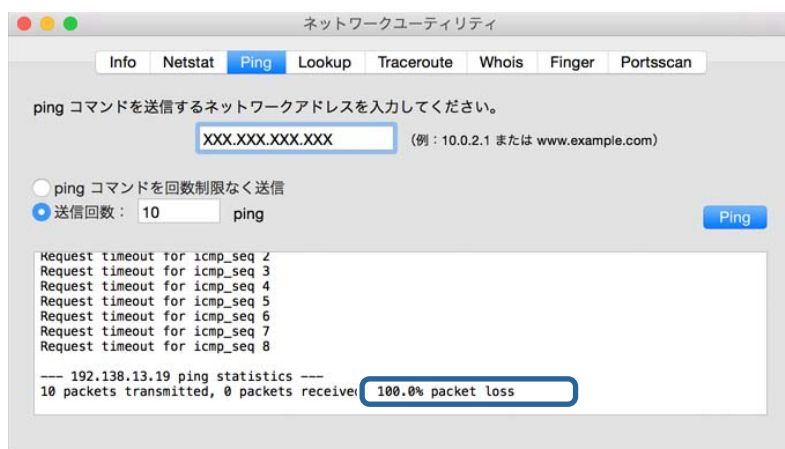 ネットワークユーティリティ
Info Netstat Ping Lookup Traceroute Whois Finger Portsscan
ping コマンドを送信するネットワークアドレスを入力してください。
XXX.XXX.XXX.XXX (例：10.0.2.1 または www.example.com)
ping コマンドを回数制限なく送信
送信回数： 10 ping
Ping
Request timeout for icmp_seq 2
Request timeout for icmp_seq 3
Request timeout for icmp_seq 4
Request timeout for icmp_seq 5
Request timeout for icmp_seq 6
Request timeout for icmp_seq 7
Request timeout for icmp_seq 8
--- 192.138.13.19 ping statistics ---
10 packets transmitted, 0 packets received 100.0% packet loss